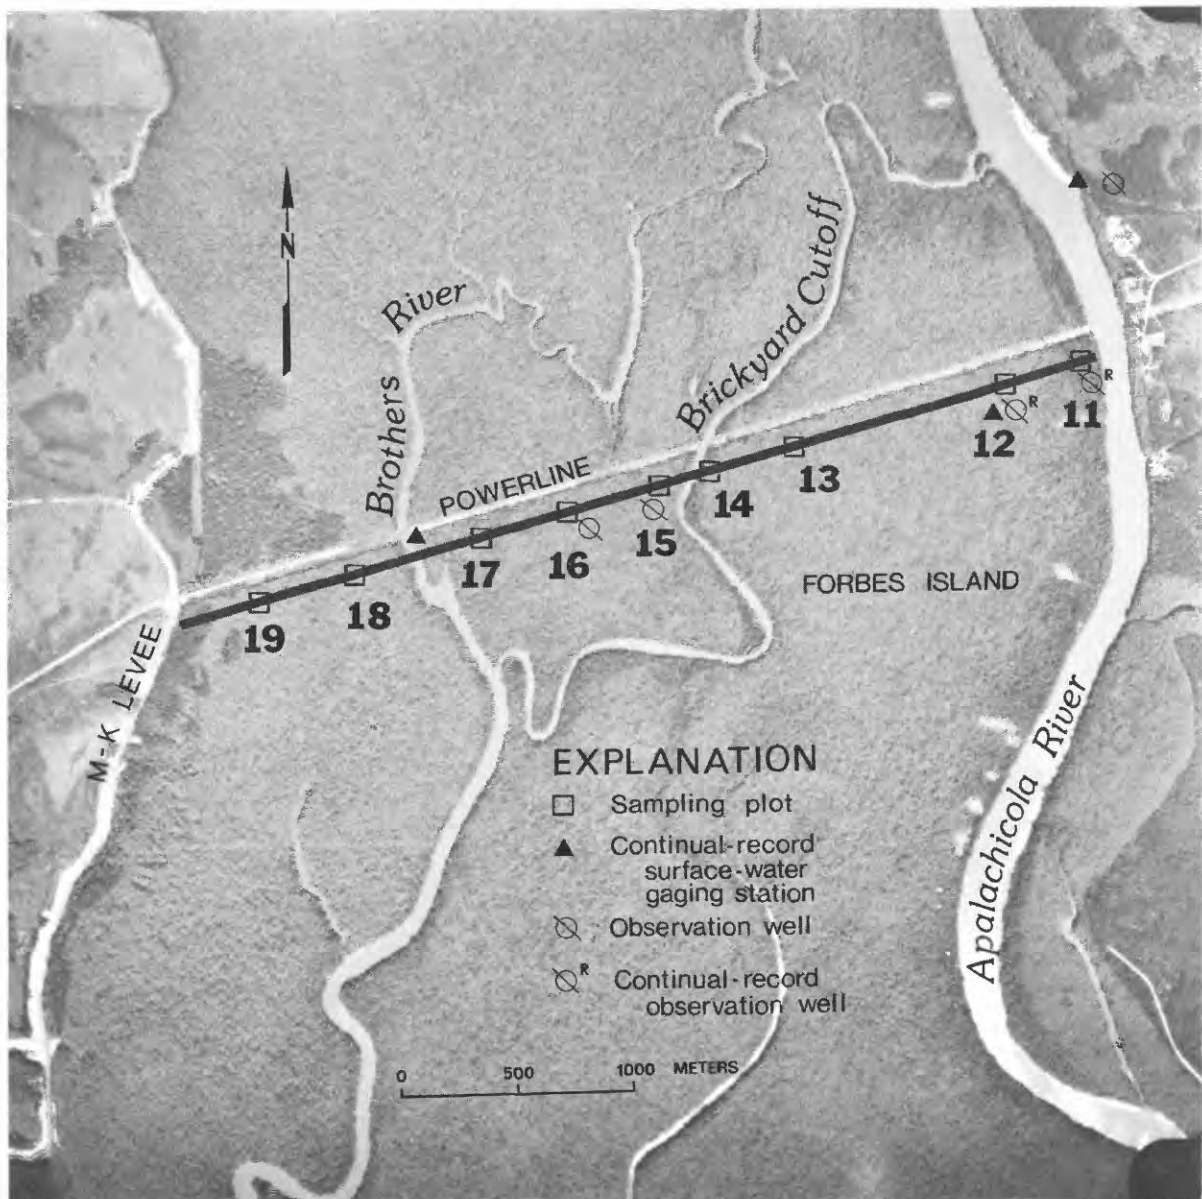 N
Brothers River
Brickyard Cutoff
POWERLINE
R
11
R
12
13
14
15
16
17
18
19
FORBES ISLAND
M-K LEVEE
Apalachicola River
EXPLANATION
Sampling plot
Continual-record
surface-water
gaging station
Observation well
R Continual-record
observation well
0 500 1000 METERS